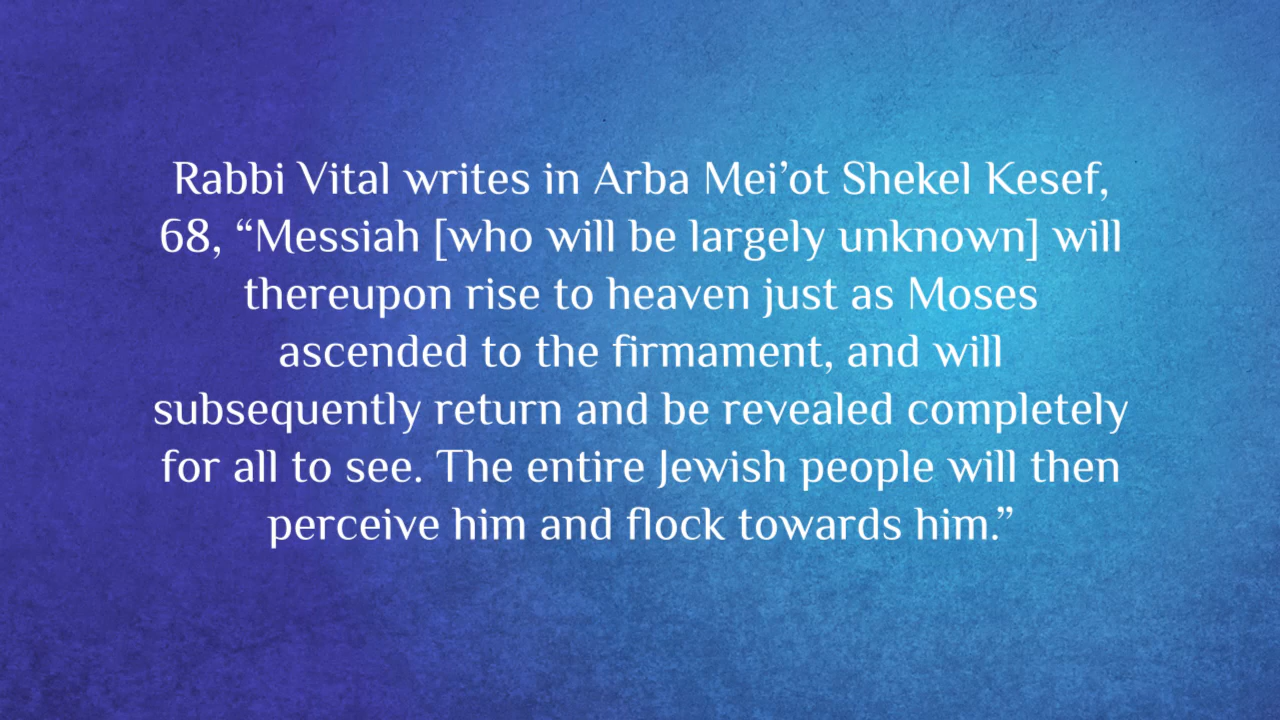 Rabbi Vital writes in Arba Mei’ot Shekel Kesef,
68, “Messiah [who will be largely unknown] will
thereupon rise to heaven just as Moses
ascended to the firmament, and will
subsequently return and be revealed completely
for all to see. The entire Jewish people will then
perceive him and flock towards him.”